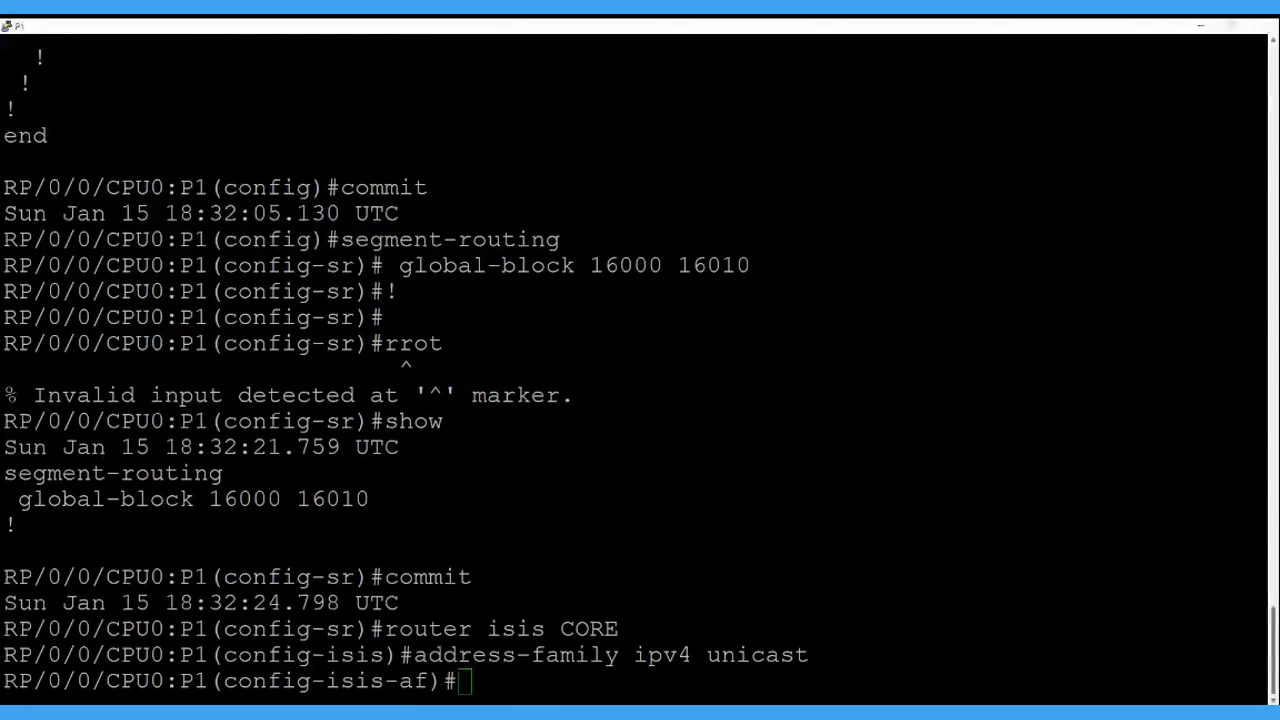 P1
!
!
!
end
RP/0/0/CPU0:P1(config)#commit
Sun Jan 15 18:32:05.130 UTC
RP/0/0/CPU0:P1(config)#segment-routing
RP/0/0/CPU0:P1(config-sr)# global-block 16000 16010
RP/0/0/CPU0:P1(config-sr)#!
RP/0/0/CPU0:P1(config-sr)#
RP/0/0/CPU0:P1(config-sr)#rrot
^
% Invalid input detected at '^' marker.
RP/0/0/CPU0:P1(config-sr)#show
Sun Jan 15 18:32:21.759 UTC
segment-routing
global-block 16000 16010
!
RP/0/0/CPU0:P1(config-sr)#commit
Sun Jan 15 18:32:24.798 UTC
RP/0/0/CPU0:P1(config-sr)#router isis CORE
RP/0/0/CPU0:P1(config-isis)#address-family ipv4 unicast
RP/0/0/CPU0:P1(config-isis-af)#